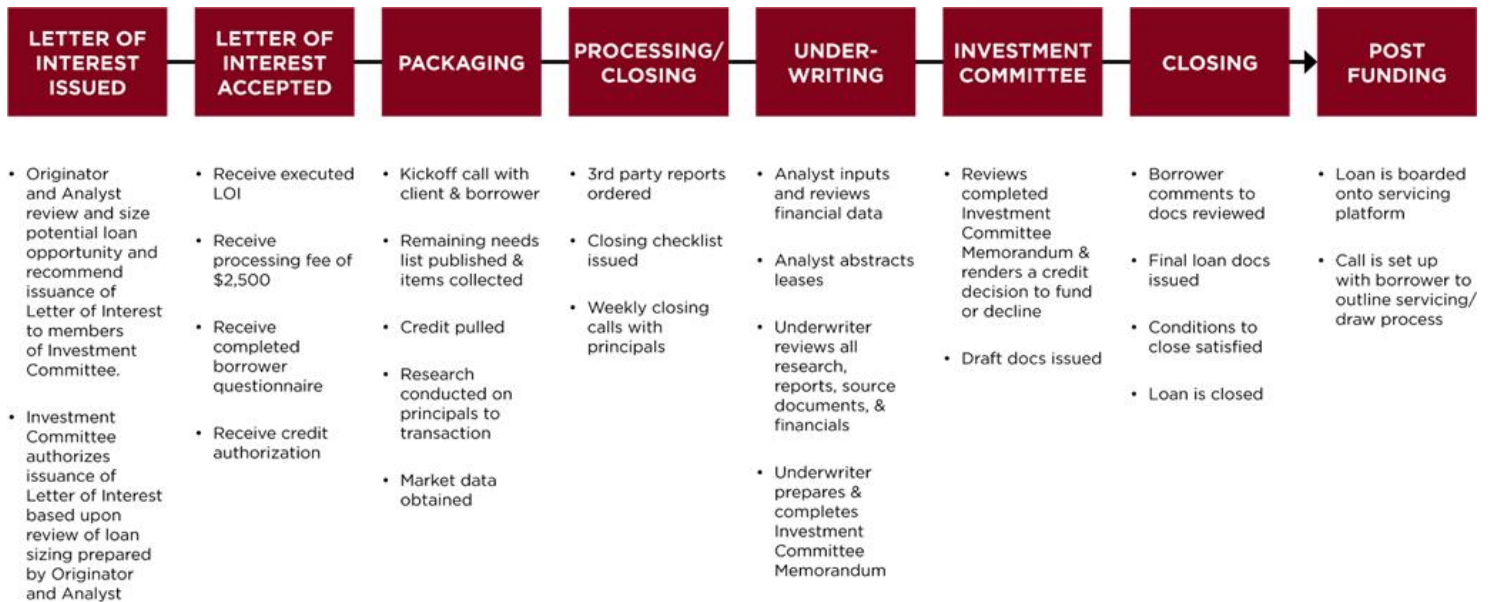 LETTER OF
INTEREST
ISSUED
LETTER OF
INTEREST
ACCEPTED
PACKAGING
PROCESSING/
CLOSING
UNDER-
WRITING
INVESTMENT
COMMITTEE
CLOSING
POST
FUNDING
• Originator
and Analyst
review and size
potential loan
opportunity and
recommend
issuance of
Letter of Interest
to members
of Investment
Committee.
• Investment
Committee
authorizes
issuance of
Letter of Interest
based upon
review of loan
sizing prepared
by Originator
and Analyst
• Receive executed
LOI
• Receive
processing fee of
$2,500
• Receive
completed
borrower
questionnaire
• Receive credit
authorization
• Kickoff call with
client & borrower
• Remaining needs
list published &
items collected
• Credit pulled
• Research
conducted on
principals to
transaction
• Market data
obtained
• 3rd party reports
ordered
• Closing checklist
issued
• Weekly closing
calls with
principals
• Analyst inputs
and reviews
financial data
• Analyst abstracts
leases
• Underwriter
reviews all
research,
reports, source
documents, &
financials
• Underwriter
prepares &
completes
Investment
Committee
Memorandum
• Reviews
completed
Investment
Committee
Memorandum &
renders a credit
decision to fund
or decline
• Draft docs issued
• Borrower
comments to
docs reviewed
• Final loan docs
issued
• Conditions to
close satisfied
• Loan is closed
• Loan is boarded
onto servicing
platform
• Call is set up
with borrower to
outline servicing/
draw process